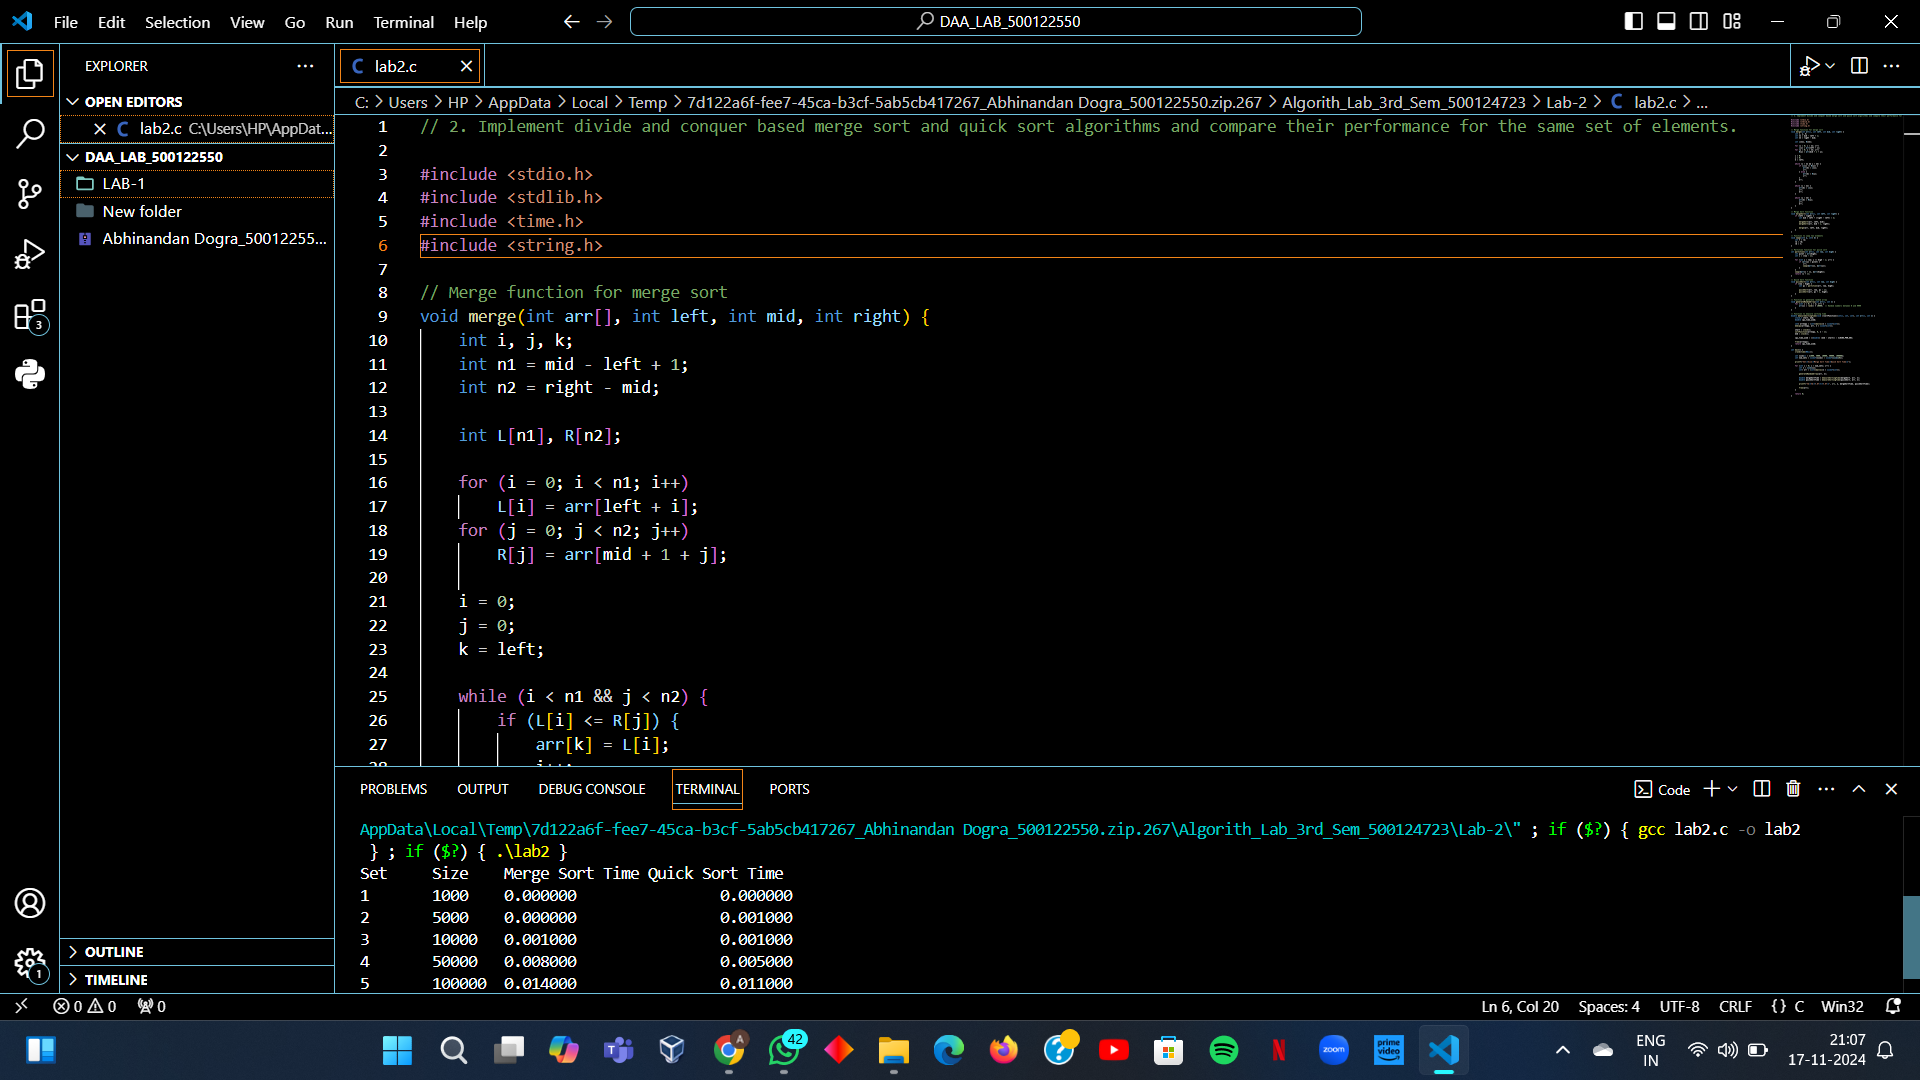 File Edit Selection View Go Run Terminal Help
DAA_LAB_500122550
EXPLORER
OPEN EDITORS
lab2.c C:\Users\HP\AppDat...
DAA_LAB_500122550
LAB-1
New folder
Abhinandan Dogra_50012255...
OUTLINE
TIMELINE
3
1
lab2.c
C: > Users > HP > AppData > Local > Temp > 7d122a6f-fee7-45ca-b3cf-5ab5cb417267_Abhinandan Dogra_500122550.zip.267 > Algorith_Lab_3rd_Sem_500124723 > Lab-2 > C lab2.c > ...
1 // 2. Implement divide and conquer based merge sort and quick sort algorithms and compare their performance for the same set of elements.
2
3 #include <stdio.h>
4 #include <stdlib.h>
5 #include <time.h>
6 #include <string.h>
7
8 // Merge function for merge sort
9 void merge(int arr[], int left, int mid, int right) {
10 int i, j, k;
11 int n1 = mid - left + 1;
12 int n2 = right - mid;
13
14 int L[n1], R[n2];
15
16 for (i = 0; i < n1; i++)
17 L[i] = arr[left + i];
18 for (j = 0; j < n2; j++)
19 R[j] = arr[mid + 1 + j];
20
21 i = 0;
22 j = 0;
23 k = left;
24
25 while (i < n1 && j < n2) {
26 if (L[i] <= R[j]) {
27 arr[k] = L[i];
PROBLEMS OUTPUT DEBUG CONSOLE TERMINAL PORTS
Code
AppData\Local\Temp\7d122a6f-fee7-45ca-b3cf-5ab5cb417267_Abhinandan Dogra_500122550.zip.267\Algorith_Lab_3rd_Sem_500124723\Lab-2\" ; if ($?) { gcc lab2.c -o lab2
} ; if ($?) { .\lab2 }
Set Size Merge Sort Time Quick Sort Time
1 1000 0.000000 0.000000
2 5000 0.000000 0.001000
3 10000 0.001000 0.001000
4 50000 0.008000 0.005000
5 100000 0.014000 0.011000
0 0 0
Ln 6, Col 20 Spaces: 4 UTF-8 CRLF {} C Win32
A
42
zoom
prime video
ENG
IN
21:07
17-11-2024